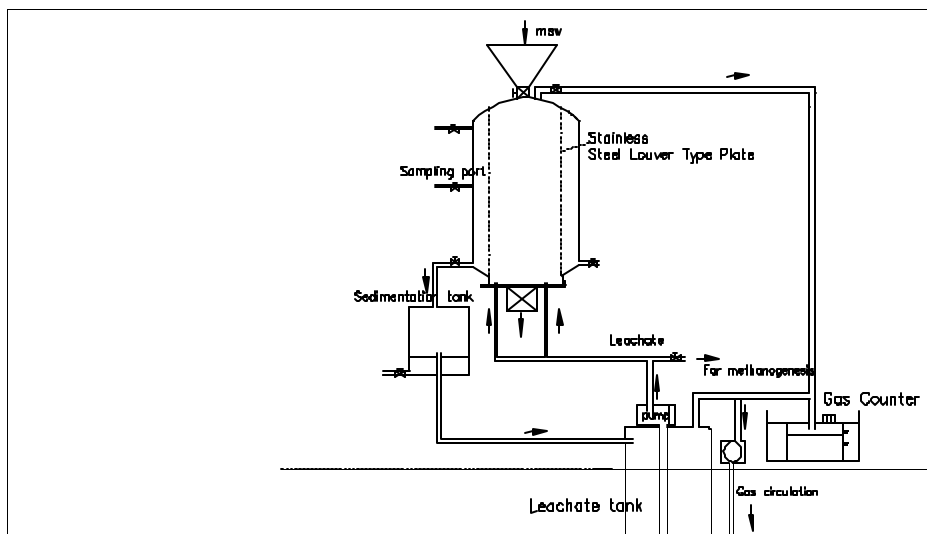 msw
Stainless
Steel Louver Type Plate
Sampling port
Sedimentation tank
Leachate
For methanogenesis
Gas Counter
pump
Gas circulation
Leachate tank